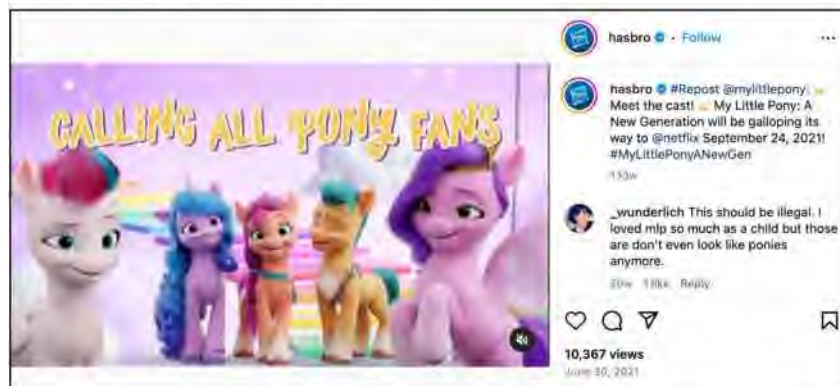 CALLING ALL PONY FANS
hasbro · Follow
hasbro #Repost @mylittlepony:
Meet the cast! My Little Pony: A
New Generation will be galloping its
way to @netflix September 24, 2021!
#MyLittlePonyANewGen
_wunderlich This should be illegal. I
loved mlp so much as a child but those
are don't even look like ponies
anymore.
1 like Reply
10,367 views
June 30, 2021